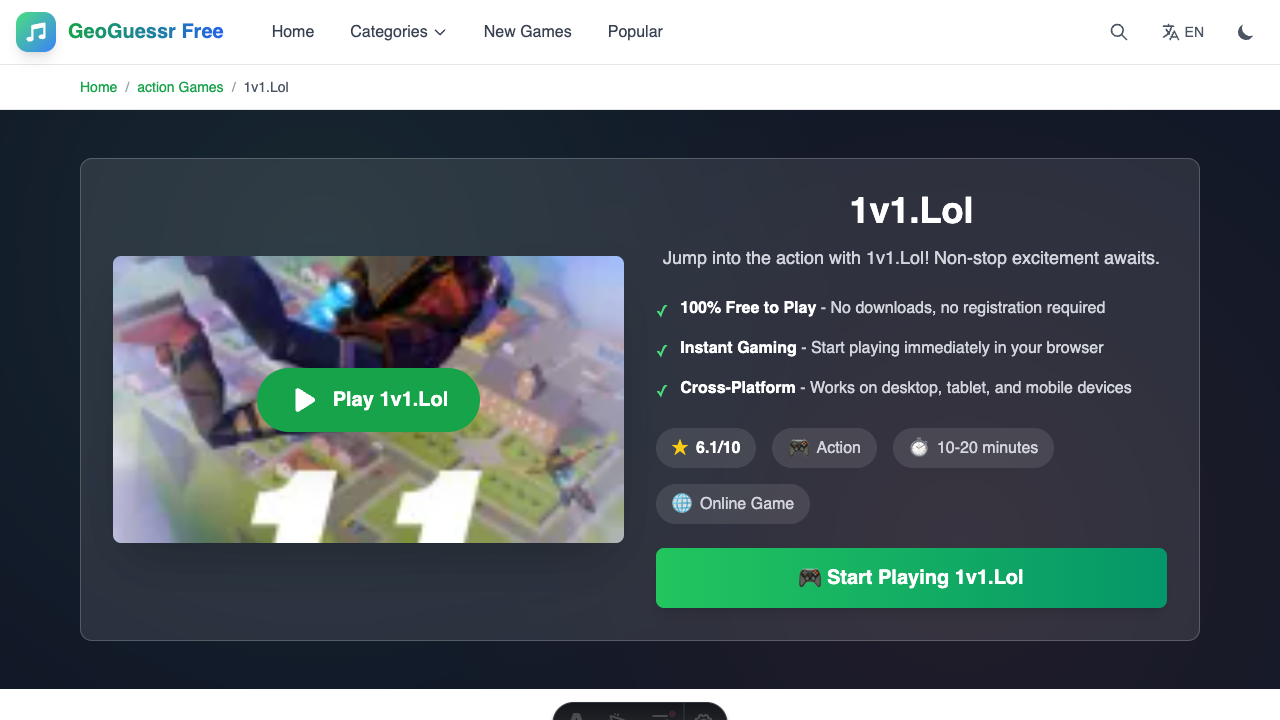 GeoGuessr Free
Home
Categories
New Games
Popular
EN
Home / action Games / 1v1.Lol
1v1.Lol
Jump into the action with 1v1.Lol! Non-stop excitement awaits.
Play 1v1.Lol
1 1
✓ 100% Free to Play - No downloads, no registration required
✓ Instant Gaming - Start playing immediately in your browser
✓ Cross-Platform - Works on desktop, tablet, and mobile devices
6.1/10
Action
10-20 minutes
Online Game
Start Playing 1v1.Lol